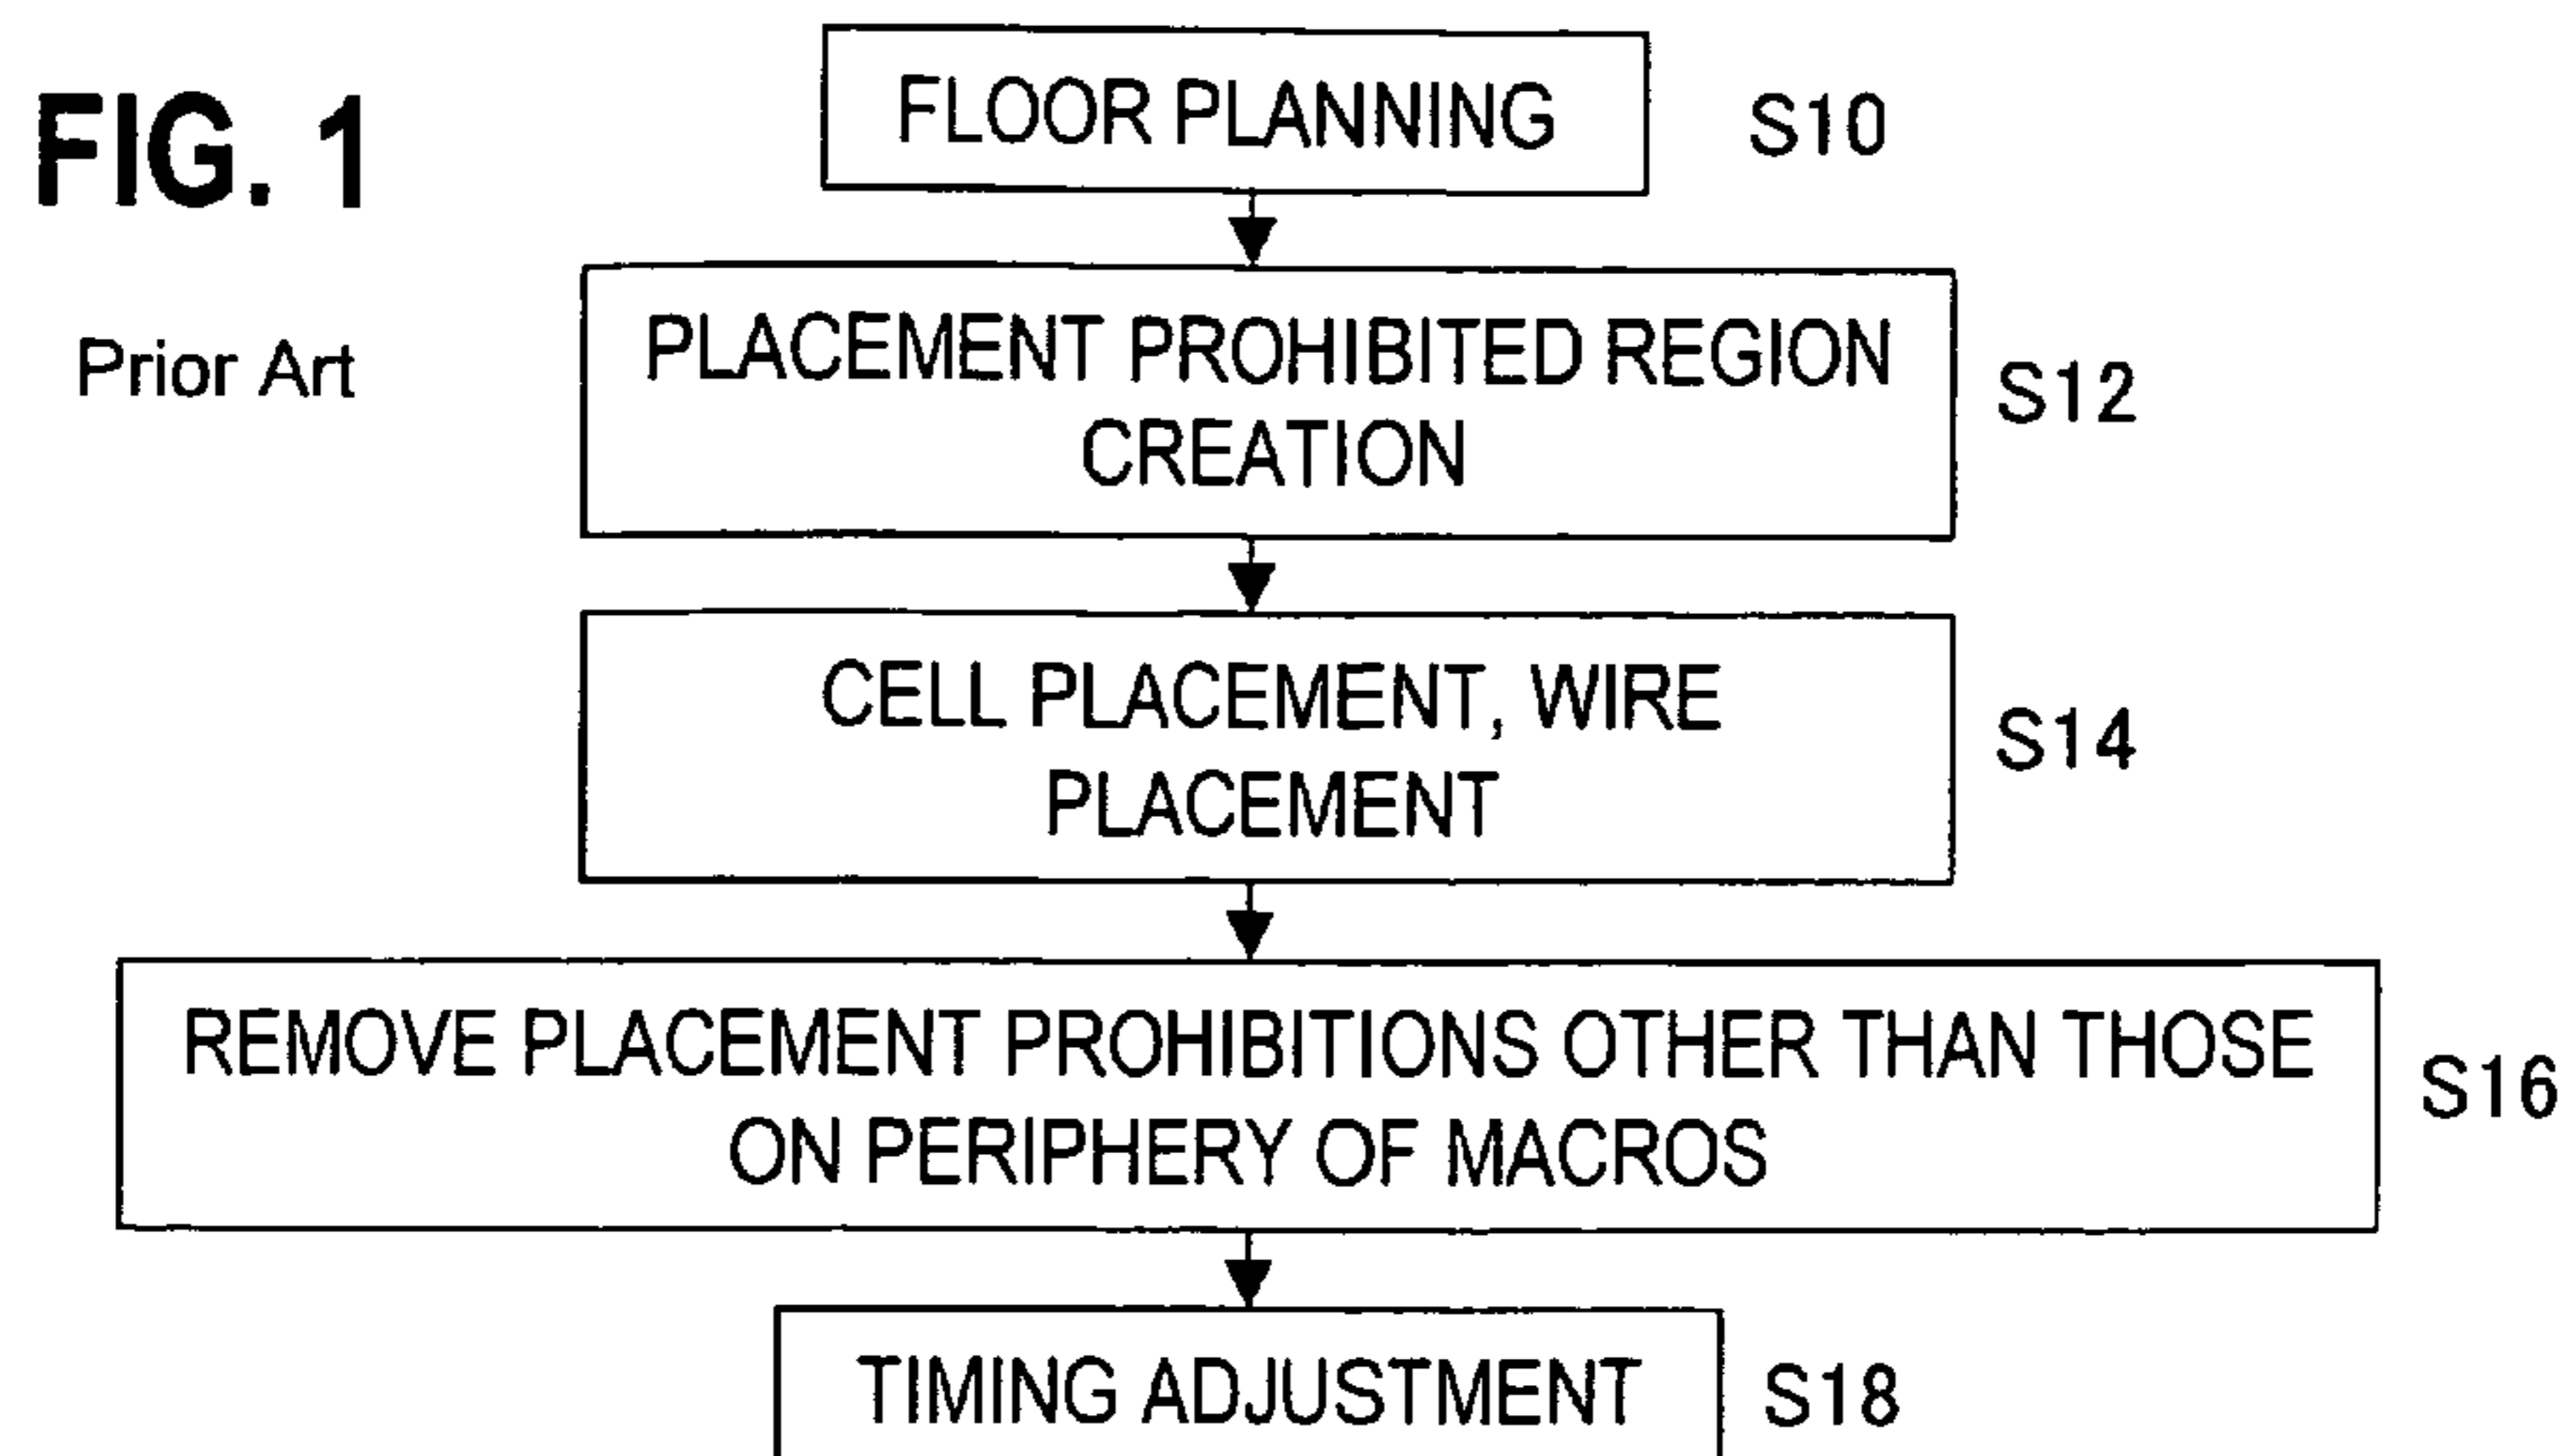 FIG. 1
Prior Art
FLOOR PLANNING
S10
PLACEMENT PROHIBITED REGION
CREATION
S12
CELL PLACEMENT, WIRE
PLACEMENT
S14
REMOVE PLACEMENT PROHIBITIONS OTHER THAN THOSE
ON PERIPHERY OF MACROS
S16
TIMING ADJUSTMENT
S18